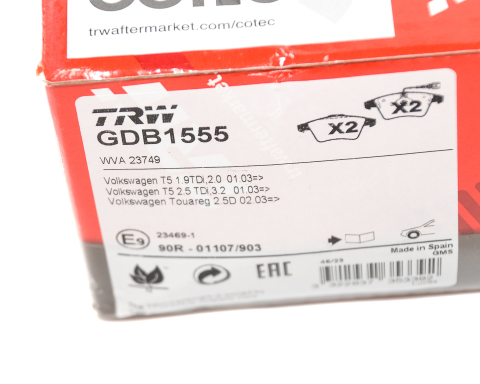 trwaftermarket.com/cotec
TRW
GDB1555
X2 X2
WVA 23749
Volkswagen T5 1.9TDi,2.0 01.03=>
Volkswagen T5 2.5 TDi,3.2 01.03=>
Volkswagen Touareg 2.5D 02.03=>
E9 23469-1
90R - 01107/903
Made in Spain
GMS
EAC